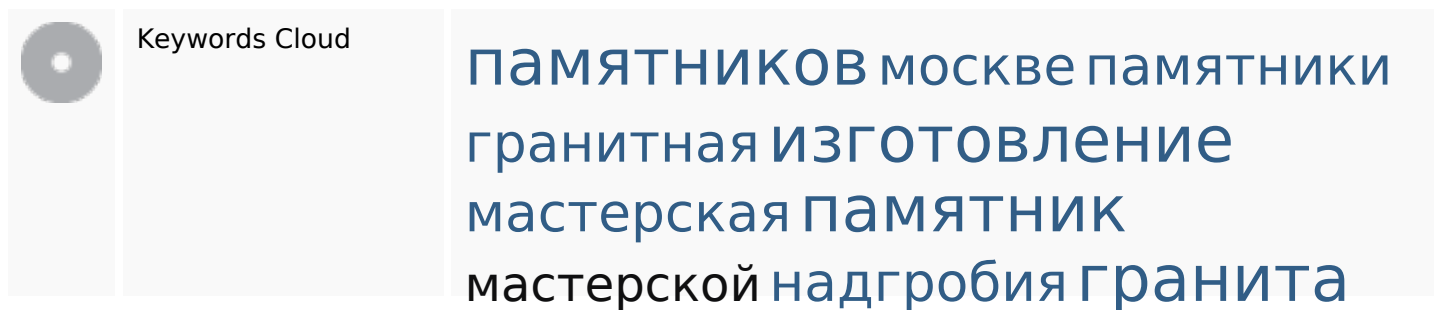 Keywords Cloud
памятников москве памятники
гранитная изготовление
мастерская памятник
мастерской надгробия гранита